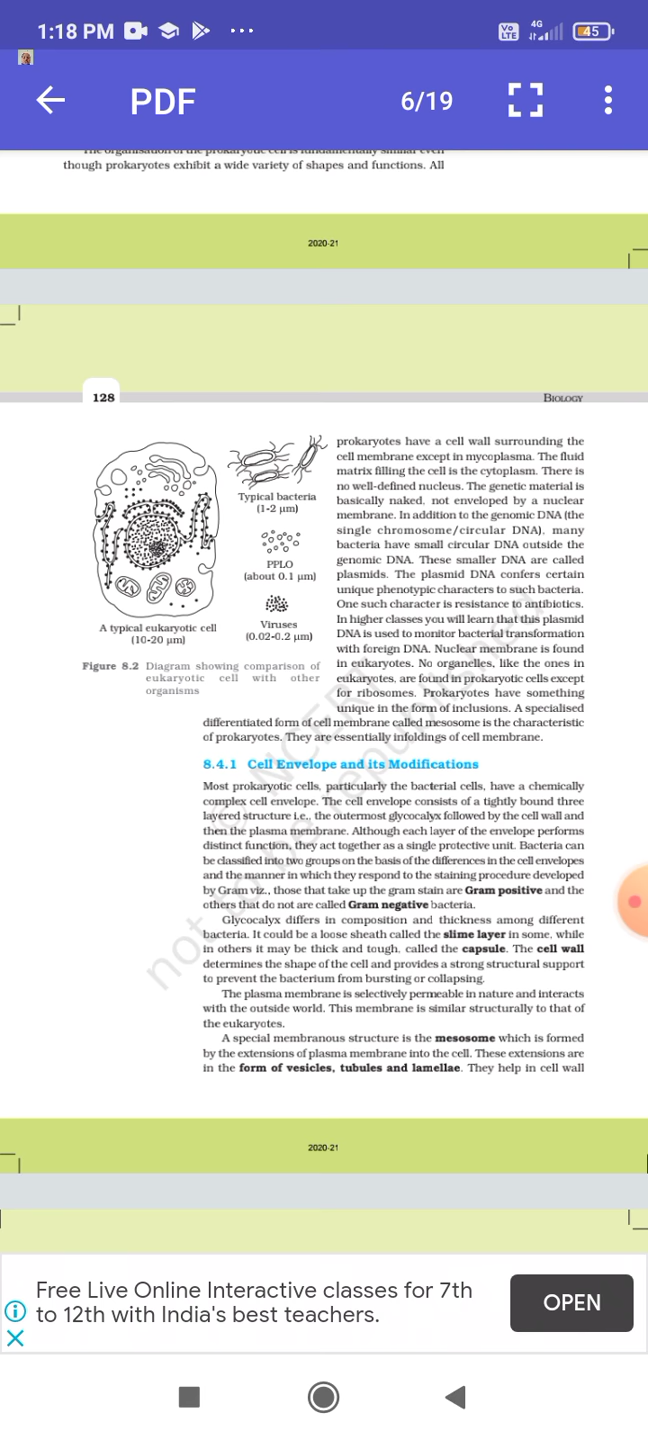 1:18 PM
Vo LTE
4G
45
PDF
6/19
The organisation of the prokaryotic cell is fundamentally similar even
though prokaryotes exhibit a wide variety of shapes and functions. All
2020-21
128
BIOLOGY
Typical bacteria
(1-2 μm)
PPLO
(about 0.1 μm)
Viruses
(0.02-0.2 μm)
A typical eukaryotic cell
(10-20 μm)
Figure 8.2 Diagram showing comparison of
eukaryotic cell with other
organisms
prokaryotes have a cell wall surrounding the
cell membrane except in mycoplasma. The fluid
matrix filling the cell is the cytoplasm. There is
no well-defined nucleus. The genetic material is
basically naked, not enveloped by a nuclear
membrane. In addition to the genomic DNA (the
single chromosome/circular DNA), many
bacteria have small circular DNA outside the
genomic DNA. These smaller DNA are called
plasmids. The plasmid DNA confers certain
unique phenotypic characters to such bacteria.
One such character is resistance to antibiotics.
In higher classes you will learn that this plasmid
DNA is used to monitor bacterial transformation
with foreign DNA. Nuclear membrane is found
in eukaryotes. No organelles, like the ones in
eukaryotes, are found in prokaryotic cells except
for ribosomes. Prokaryotes have something
unique in the form of inclusions. A specialised
differentiated form of cell membrane called mesosome is the characteristic
of prokaryotes. They are essentially infoldings of cell membrane.
8.4.1 Cell Envelope and its Modifications
Most prokaryotic cells, particularly the bacterial cells, have a chemically
complex cell envelope. The cell envelope consists of a tightly bound three
layered structure i.e., the outermost glycocalyx followed by the cell wall and
then the plasma membrane. Although each layer of the envelope performs
distinct function, they act together as a single protective unit. Bacteria can
be classified into two groups on the basis of the differences in the cell envelopes
and the manner in which they respond to the staining procedure developed
by Gram viz., those that take up the gram stain are Gram positive and the
others that do not are called Gram negative bacteria.
Glycocalyx differs in composition and thickness among different
bacteria. It could be a loose sheath called the slime layer in some, while
in others it may be thick and tough, called the capsule. The cell wall
determines the shape of the cell and provides a strong structural support
to prevent the bacterium from bursting or collapsing.
The plasma membrane is selectively permeable in nature and interacts
with the outside world. This membrane is similar structurally to that of
the eukaryotes.
A special membranous structure is the mesosome which is formed
by the extensions of plasma membrane into the cell. These extensions are
in the form of vesicles, tubules and lamellae. They help in cell wall
© NCERT
not to be republished
2020-21
Free Live Online Interactive classes for 7th
to 12th with India's best teachers.
OPEN